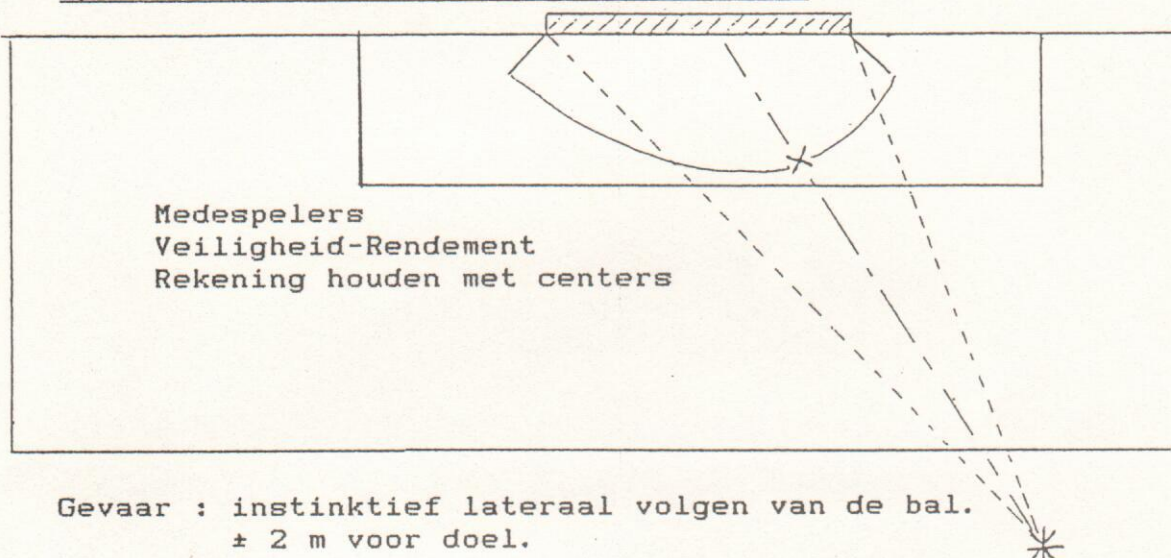 Medespelers
Veiligheid-Rendement
Rekening houden met centers
Gevaar : instinktief lateraal volgen van de bal.
± 2 m voor doel.